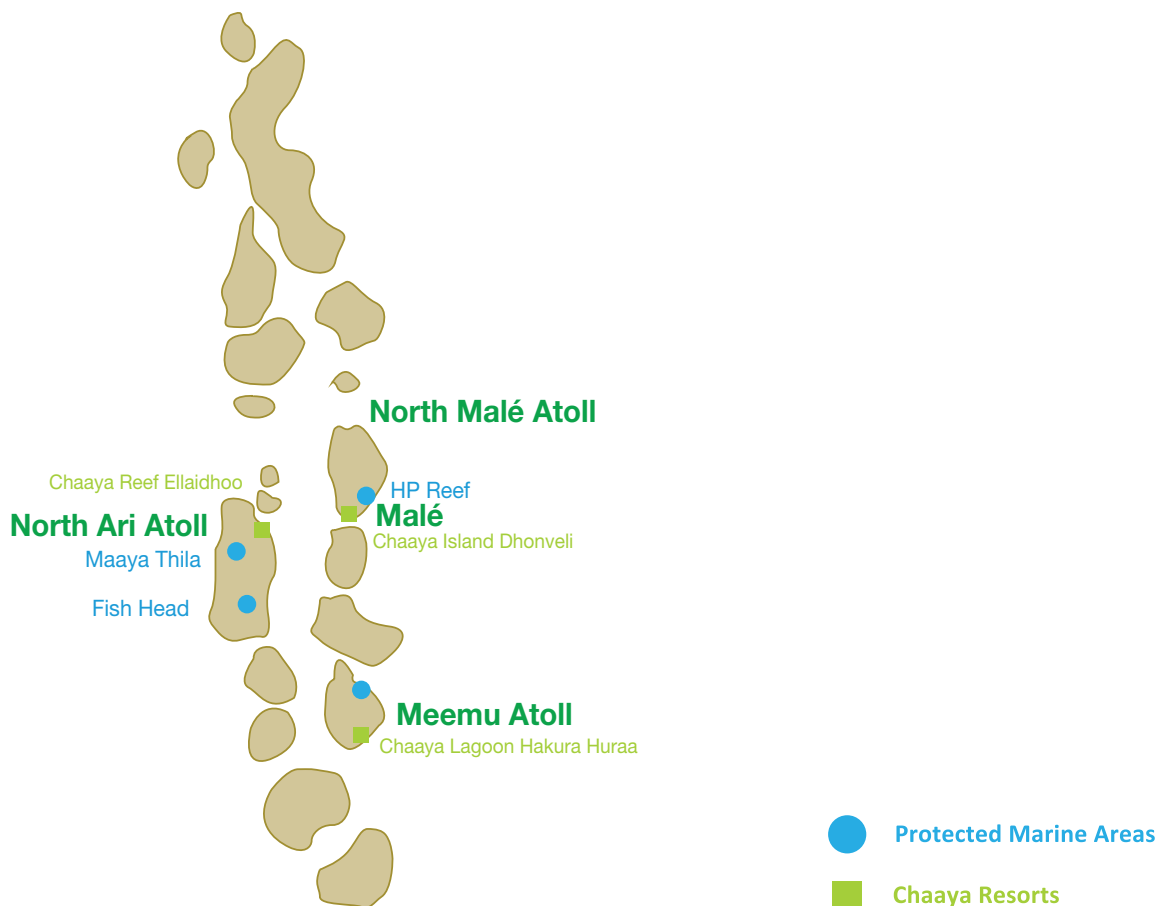 North Malé Atoll
Chaaya Reef Ellaidhoo
HP Reef
North Ari Atoll
Malé
Chaaya Island Dhonveli
Maaya Thila
Fish Head
Meemu Atoll
Chaaya Lagoon Hakura Huraa
Protected Marine Areas
Chaaya Resorts